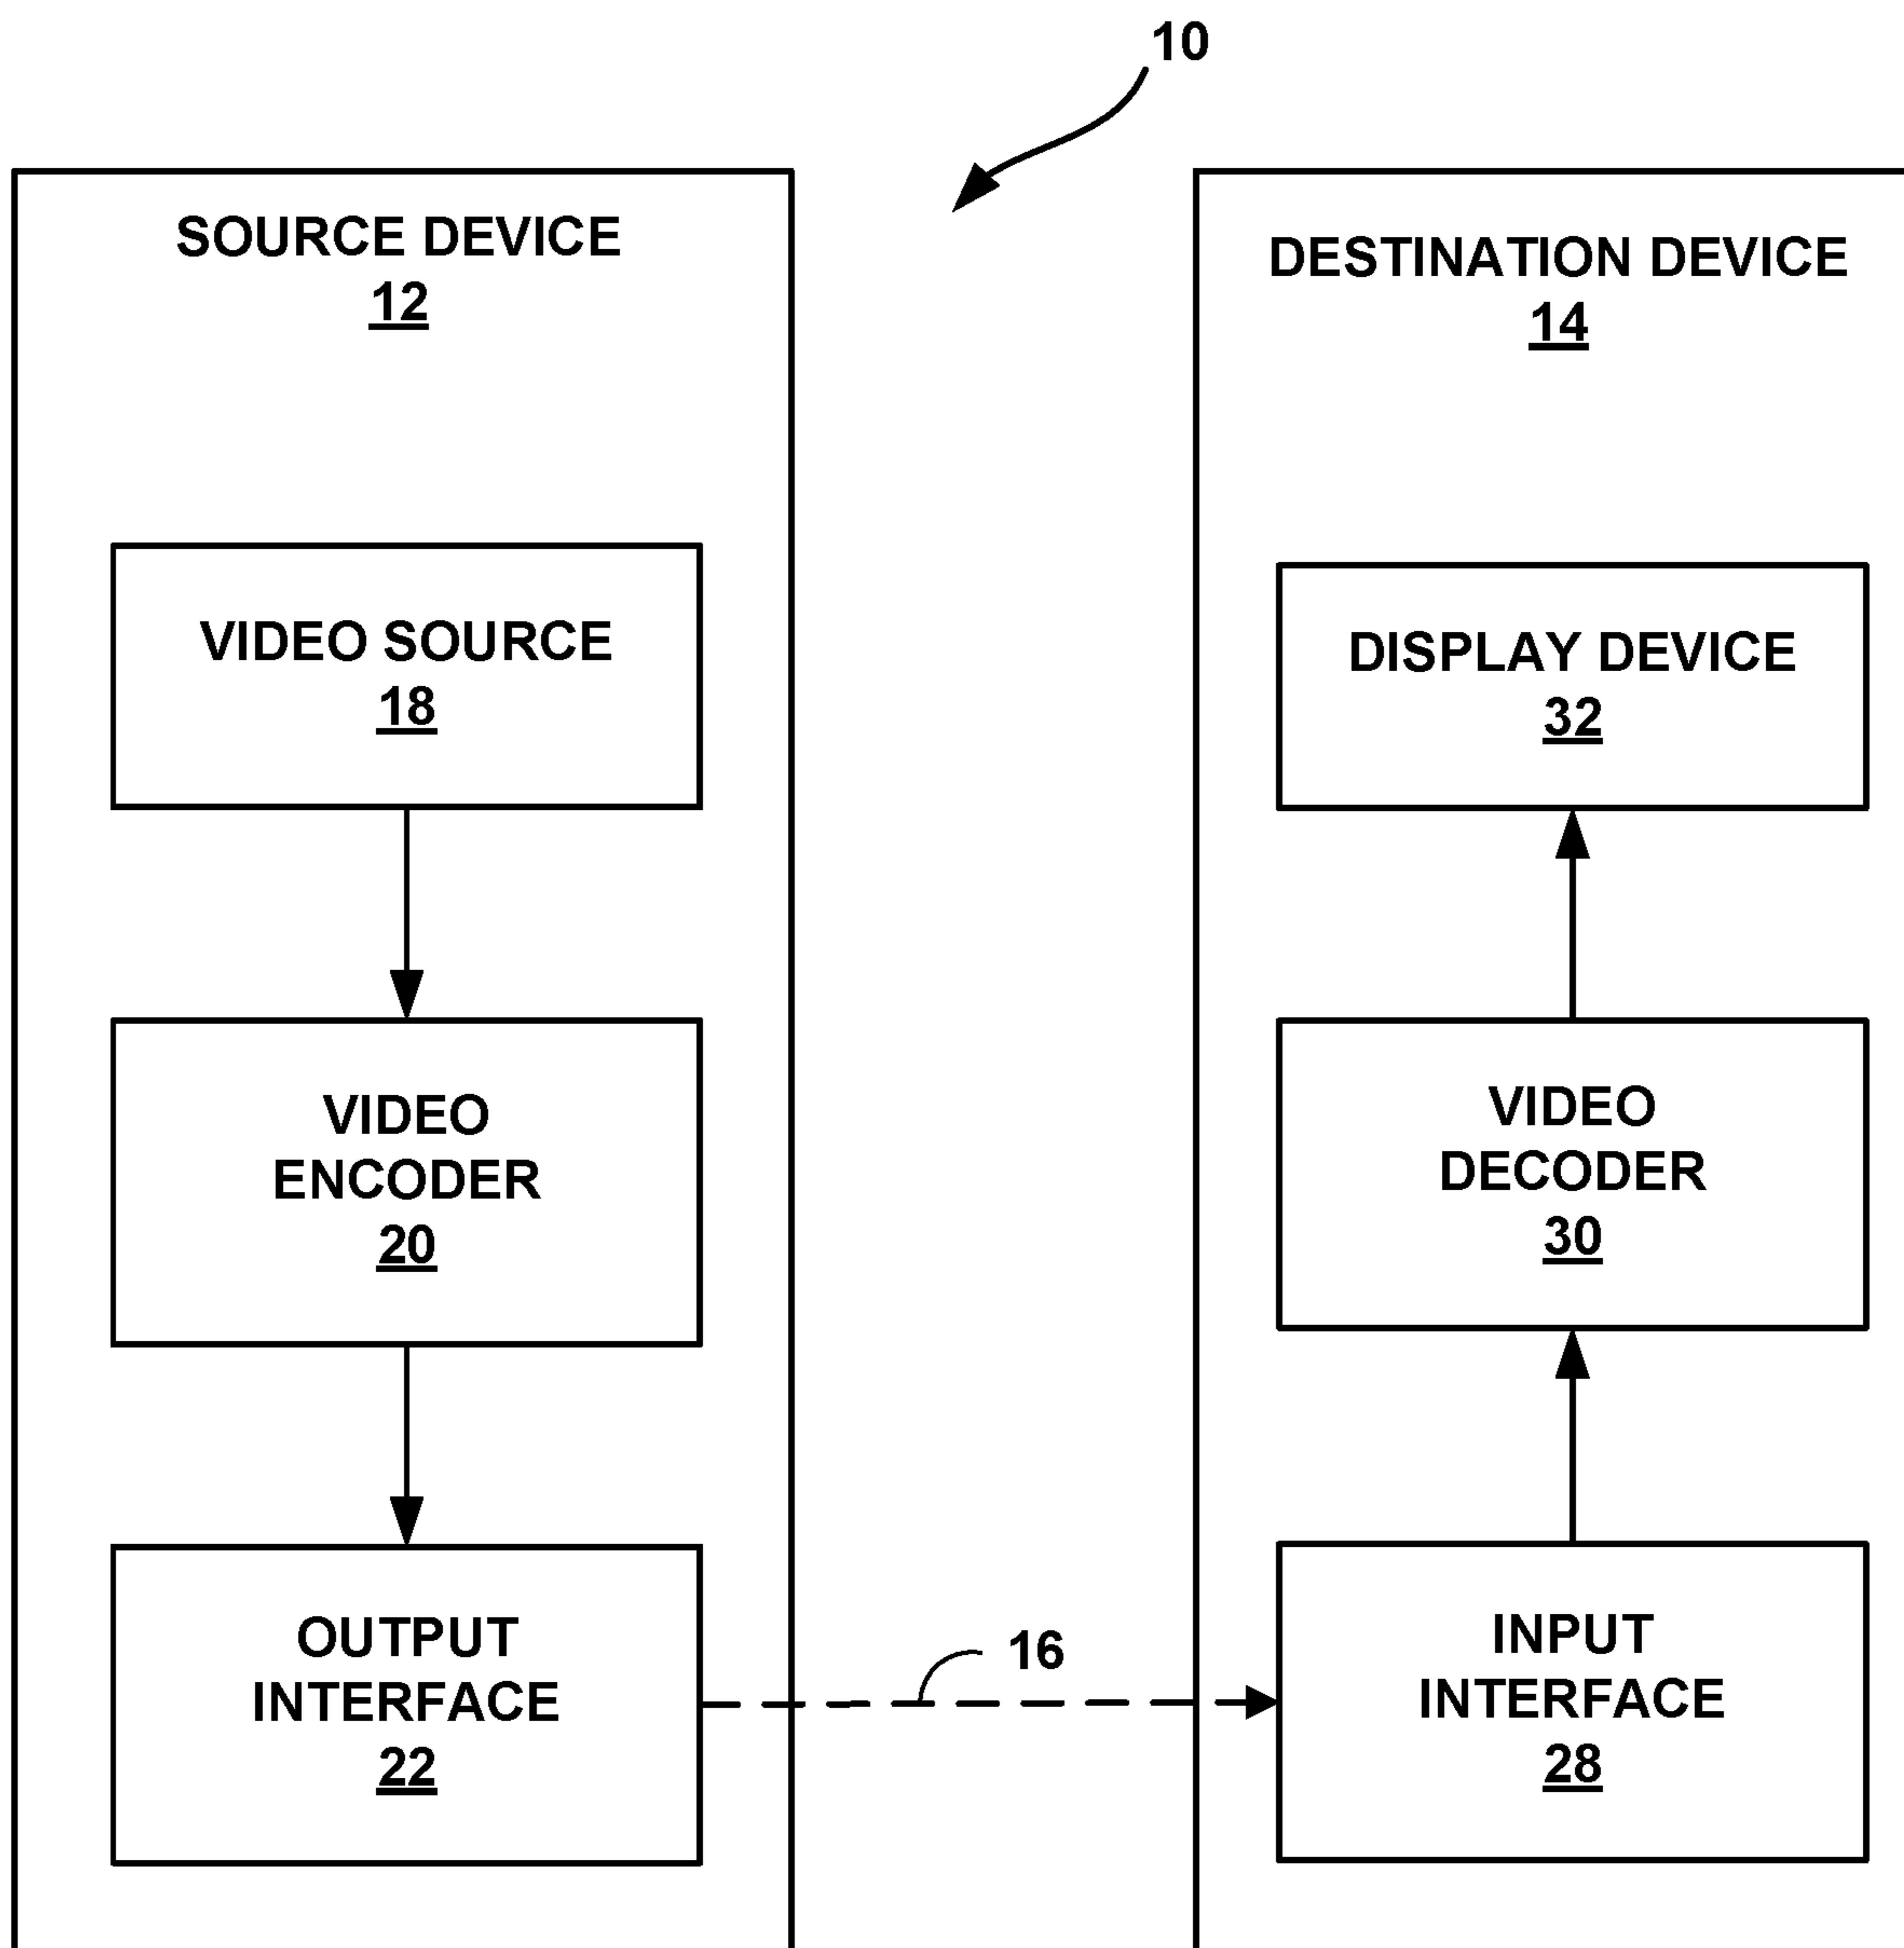 10
SOURCE DEVICE
12
VIDEO SOURCE
18
VIDEO
ENCODER
20
OUTPUT
INTERFACE
22
16
DESTINATION DEVICE
14
DISPLAY DEVICE
32
VIDEO
DECODER
30
INPUT
INTERFACE
28